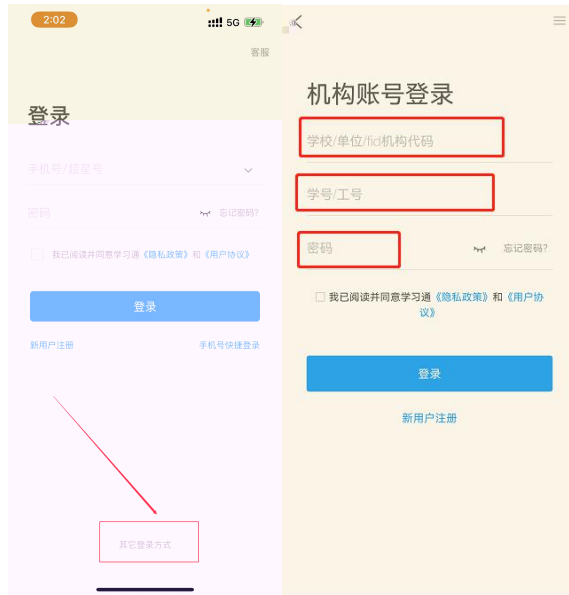 2:02
5G
客服
登录
手机号/超星号
密码
忘记密码?
我已阅读并同意学习通《隐私政策》和《用户协议》
登录
新用户注册
手机号快捷登录
其它登录方式
机构账号登录
学校/单位/fid机构代码
学号/工号
密码
忘记密码?
我已阅读并同意学习通《隐私政策》和《用户协
议》
登录
新用户注册